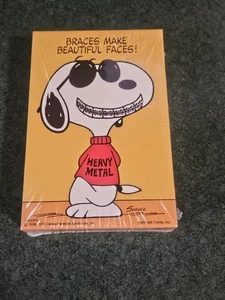 BRACES MAKE
BEAUTIFUL FACES!
HEAVY
METAL